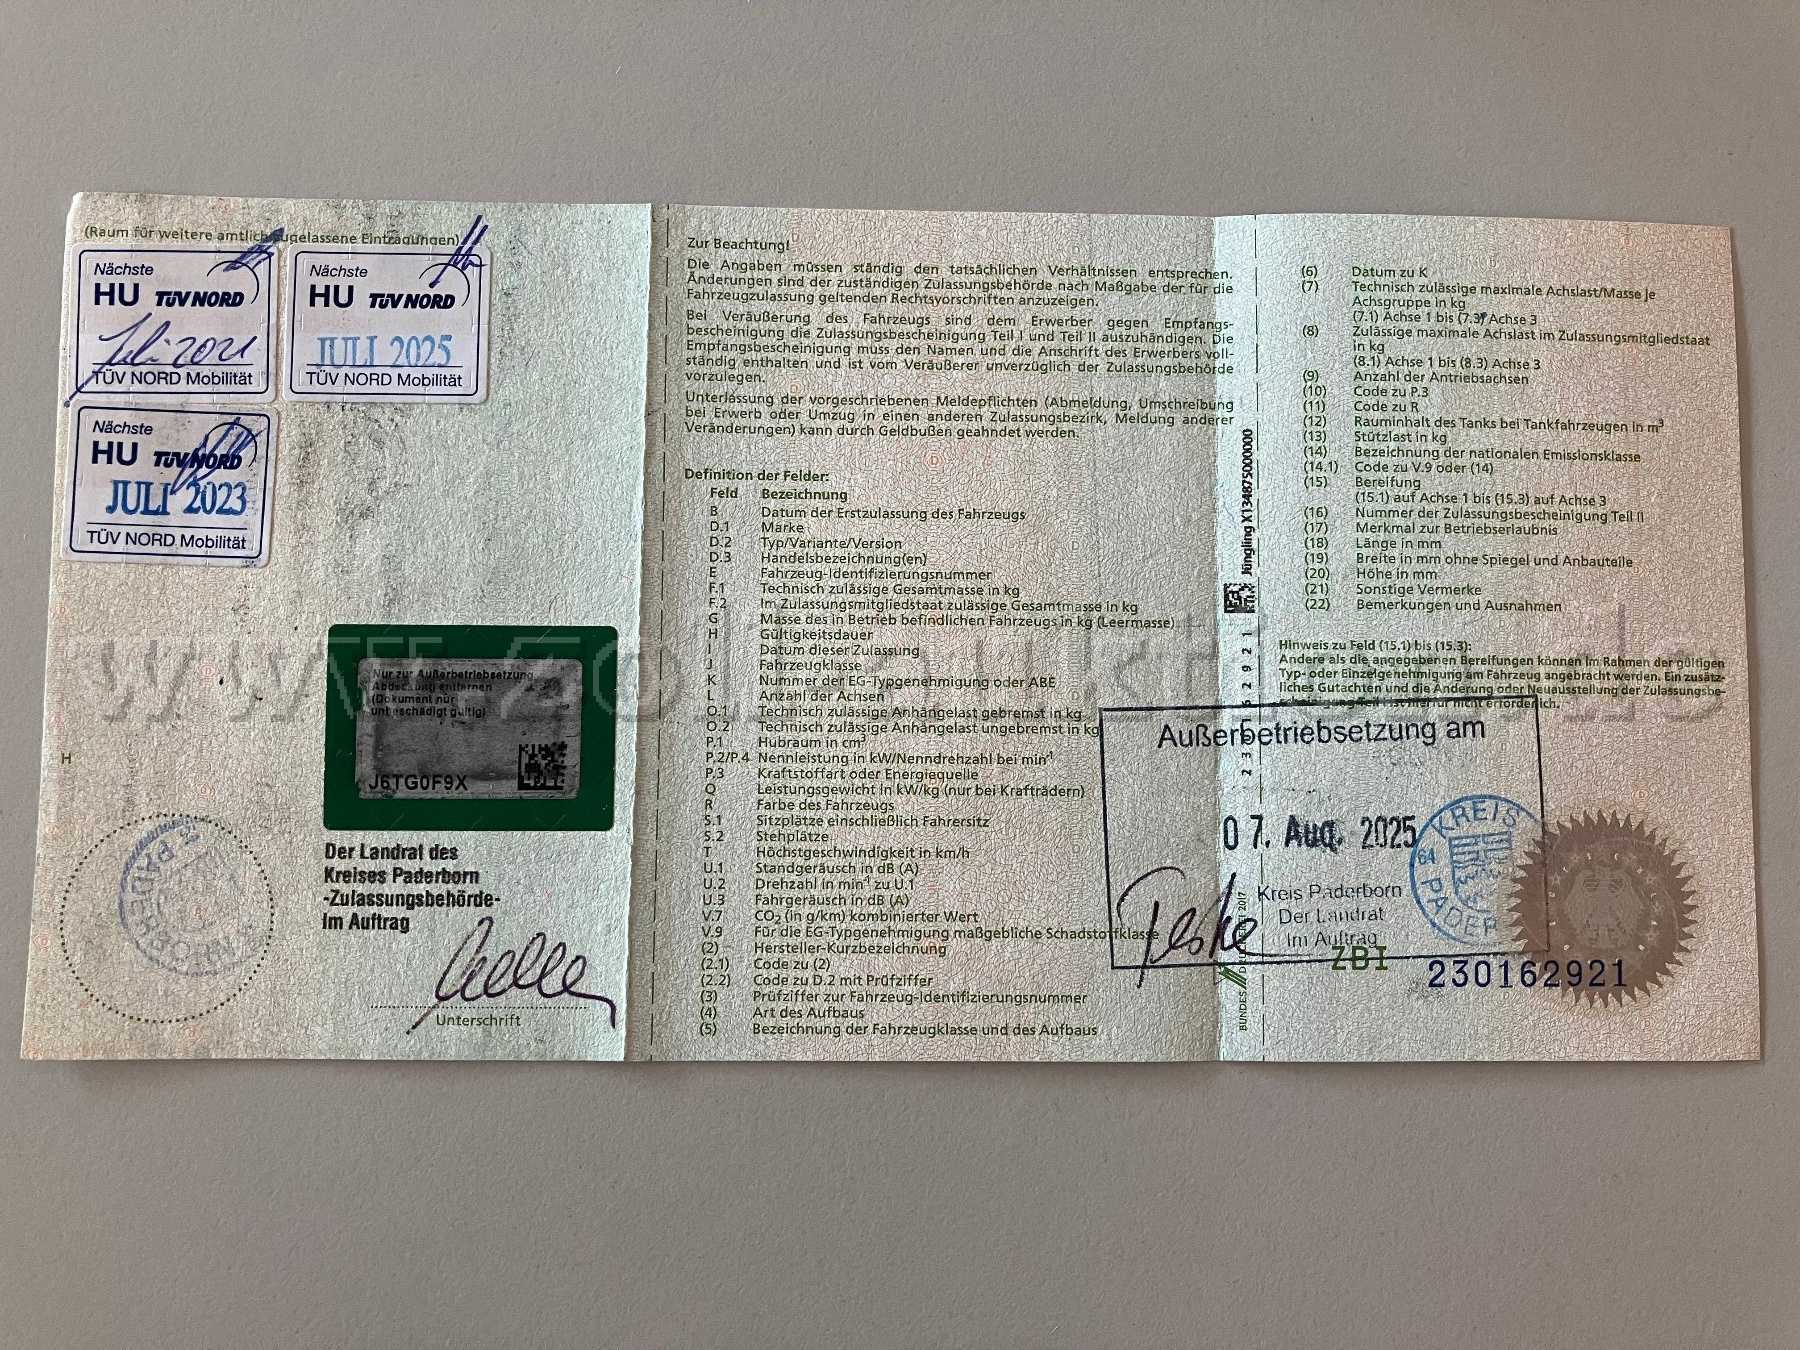 (Raum für weitere amtlich zugelassene Eintragungen)
Nächste
HU TÜV NORD
Juli 2021
TÜV NORD Mobilität
Nächste
HU TÜV NORD
JULI 2025
TÜV NORD Mobilität
Nächste
HU TÜV NORD
JULI 2023
TÜV NORD Mobilität
Nur zur Außerbetriebsetzung
Abdeckung entfernen
(Dokument nur
unbeschädigt gültig)
J6TG0F9X
H
PADERBORN
Der Landrat des
Kreises Paderborn
-Zulassungsbehörde-
Im Auftrag
Unterschrift
Zur Beachtung!
Die Angaben müssen ständig den tatsächlichen Verhältnissen entsprechen.
Änderungen sind der zuständigen Zulassungsbehörde nach Maßgabe der für die
Fahrzeugzulassung geltenden Rechtsvorschriften anzuzeigen.
Bei Veräußerung des Fahrzeugs sind dem Erwerber gegen Empfangs-
bescheinigung die Zulassungsbescheinigung Teil I und Teil II auszuhändigen. Die
Empfangsbescheinigung muss den Namen und die Anschrift des Erwerbers voll-
ständig enthalten und ist vom Veräußerer unverzüglich der Zulassungsbehörde
vorzulegen.
Unterlassung der vorgeschriebenen Meldepflichten (Abmeldung, Umschreibung
bei Erwerb oder Umzug in einen anderen Zulassungsbezirk, Meldung anderer
Veränderungen) kann durch Geldbußen geahndet werden.
Definition der Felder:
Feld Bezeichnung
B Datum der Erstzulassung des Fahrzeugs
D.1 Marke
D.2 Typ/Variante/Version
D.3 Handelsbezeichnung(en)
E Fahrzeug-Identifizierungsnummer
F.1 Technisch zulässige Gesamtmasse in kg
F.2 Im Zulassungsmitgliedstaat zulässige Gesamtmasse in kg
G Masse des in Betrieb befindlichen Fahrzeugs in kg (Leermasse)
H Gültigkeitsdauer
I Datum dieser Zulassung
J Fahrzeugklasse
K Nummer der EG-Typgenehmigung oder ABE
L Anzahl der Achsen
O.1 Technisch zulässige Anhängelast gebremst in kg
O.2 Technisch zulässige Anhängelast ungebremst in kg
P.1 Hubraum in cm³
P.2/P.4 Nennleistung in kW/Nenndrehzahl bei min⁻¹
P.3 Kraftstoffart oder Energiequelle
Q Leistungsgewicht in kW/kg (nur bei Krafträdern)
R Farbe des Fahrzeugs
S.1 Sitzplätze einschließlich Fahrersitz
S.2 Stehplätze
T Höchstgeschwindigkeit in km/h
U.1 Standgeräusch in dB (A)
U.2 Drehzahl in min⁻¹ zu U.1
U.3 Fahrgeräusch in dB (A)
V.7 CO₂ (in g/km) kombinierter Wert
V.9 Für die EG-Typgenehmigung maßgebliche Schadstoffklasse
(2) Hersteller-Kurzbezeichnung
(2.1) Code zu (2)
(2.2) Code zu D.2 mit Prüfziffer
(3) Prüfziffer zur Fahrzeug-Identifizierungsnummer
(4) Art des Aufbaus
(5) Bezeichnung der Fahrzeugklasse und des Aufbaus
Jüngling X134875000000
(6) Datum zu K
(7) Technisch zulässige maximale Achslast/Masse je
Achsgruppe in kg
(7.1) Achse 1 bis (7.3) Achse 3
(8) Zulässige maximale Achslast im Zulassungsmitgliedstaat
in kg
(8.1) Achse 1 bis (8.3) Achse 3
(9) Anzahl der Antriebsachsen
(10) Code zu P.3
(11) Code zu R
(12) Rauminhalt des Tanks bei Tankfahrzeugen in m³
(13) Stützlast in kg
(14) Bezeichnung der nationalen Emissionsklasse
(14.1) Code zu V.9 oder (14)
(15) Bereifung
(15.1) auf Achse 1 bis (15.3) auf Achse 3
(16) Nummer der Zulassungsbescheinigung Teil II
(17) Merkmal zur Betriebserlaubnis
(18) Länge in mm
(19) Breite in mm ohne Spiegel und Anbauteile
(20) Höhe in mm
(21) Sonstige Vermerke
(22) Bemerkungen und Ausnahmen
Hinweis zu Feld (15.1) bis (15.3):
Andere als die angegebenen Bereifungen können im Rahmen der gültigen
Typ- oder Einzelgenehmigung am Fahrzeug angebracht werden. Ein zusätz-
liches Gutachten und die Änderung oder Neuausstellung der Zulassungsbe-
scheinigung Teil I ist hierfür nicht erforderlich.
Außerbetriebsetzung am
07. Aug. 2025
Kreis Paderborn
Der Landrat
Im Auftrag
Teske
KREIS
64
ZBI
230162921